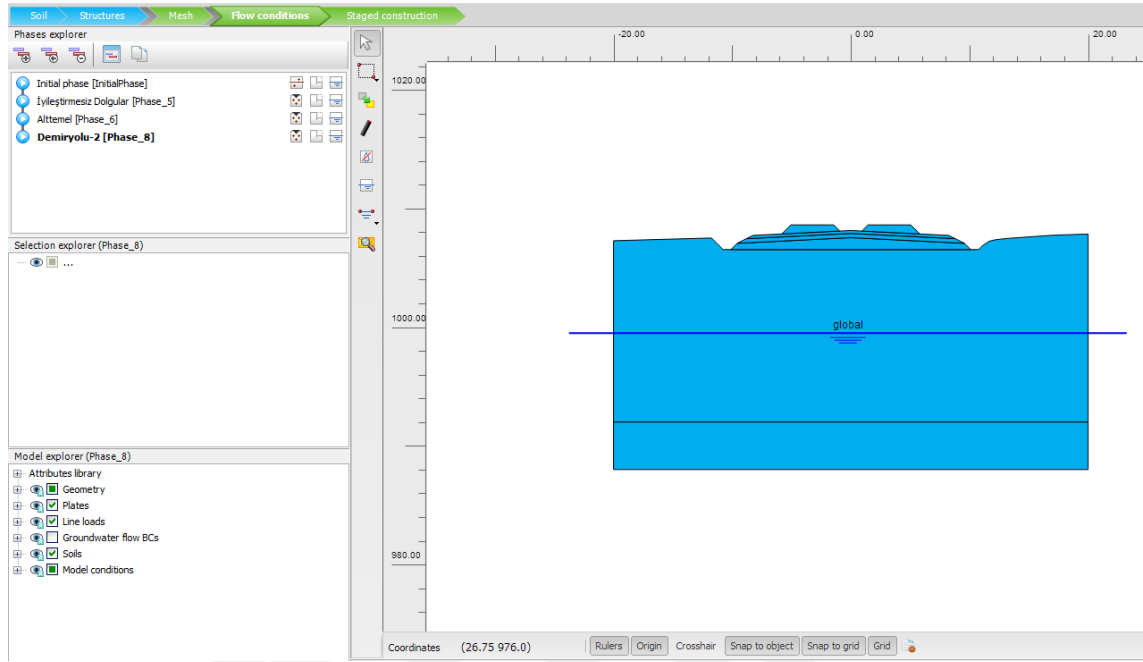 Soil Structures Mesh Flow conditions Staged construction
Phases explorer
Initial phase [InitialPhase]
İyileştirmesiz Dolgular [Phase_5]
Alttemel [Phase_6]
Demiryolu-2 [Phase_8]
Selection explorer (Phase_8)
...
Model explorer (Phase_8)
Attributes library
Geometry
Plates
Line loads
Groundwater flow BCs
Soils
Model conditions
-20.00 0.00 20.00
1020.00
1000.00
980.00
global
Coordinates (26.75 976.0) Rulers Origin Crosshair Snap to object Snap to grid Grid